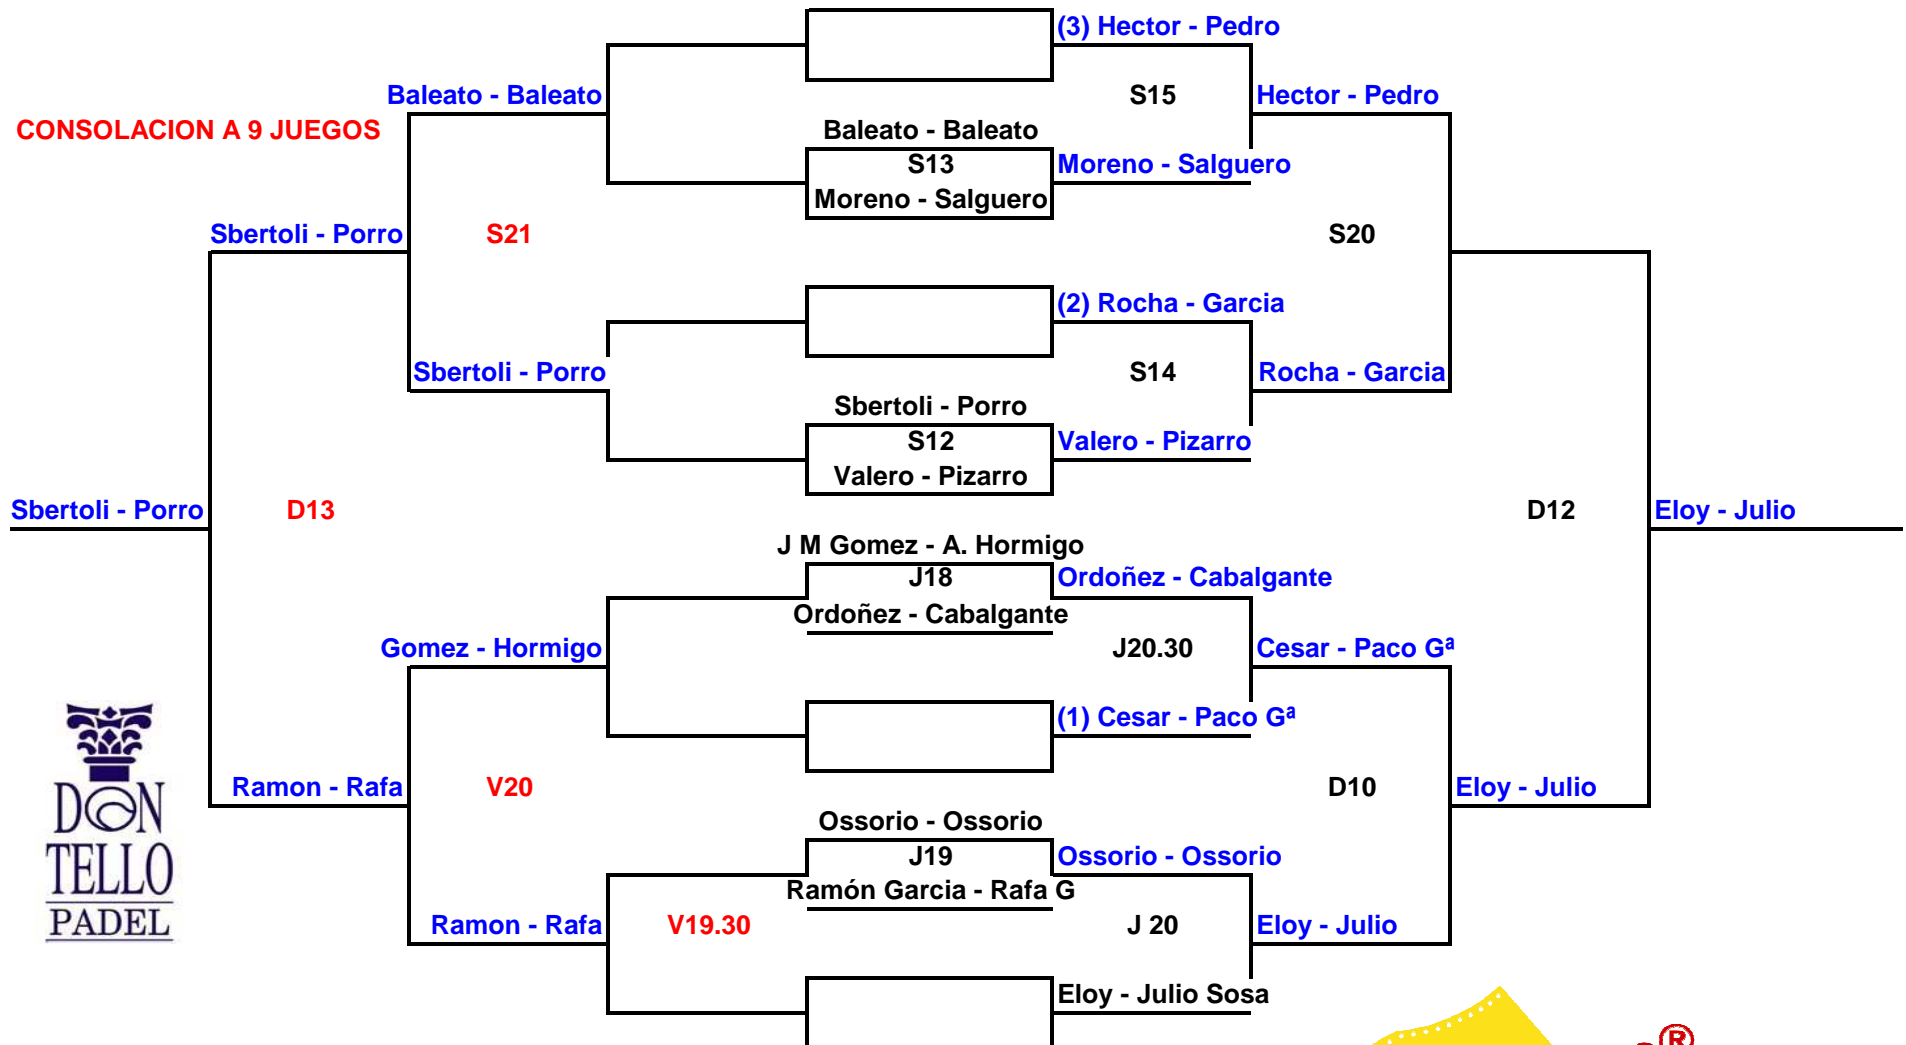 (3) Hector - Pedro
Baleato - Baleato
S15
Hector - Pedro
CONSOLACION A 9 JUEGOS
Baleato - Baleato
S13
Moreno - Salguero
Moreno - Salguero
Sbertoli - Porro
S21
S20
(2) Rocha - Garcia
Sbertoli - Porro
S14
Rocha - Garcia
Sbertoli - Porro
S12
Valero - Pizarro
Valero - Pizarro
Sbertoli - Porro
D13
D12
Eloy - Julio
J M Gomez - A. Hormigo
J18
Ordoñez - Cabalgante
Ordoñez - Cabalgante
Gomez - Hormigo
J20.30
Cesar - Paco Gª
(1) Cesar - Paco Gª
Ramon - Rafa
V20
D10
Eloy - Julio
Ossorio - Ossorio
J19
Ossorio - Ossorio
Ramón Garcia - Rafa G
Ramon - Rafa
V19.30
J 20
Eloy - Julio
Eloy - Julio Sosa
DON
TELLO
PADEL
®